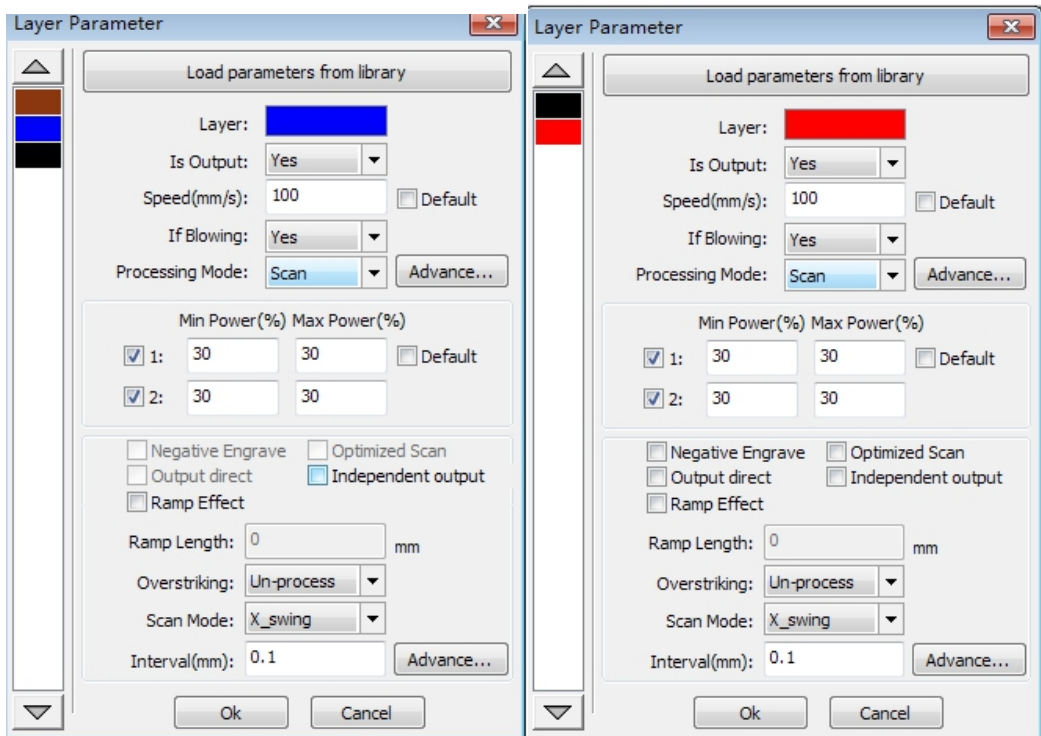 Layer Parameter
Load parameters from library
Layer:
Is Output: Yes
Speed(mm/s): 100 Default
If Blowing: Yes
Processing Mode: Scan Advance...
Min Power(%) Max Power(%)
1: 30 30 Default
2: 30 30
Negative Engrave Optimized Scan
Output direct Independent output
Ramp Effect
Ramp Length: 0 mm
Overstriking: Un-process
Scan Mode: X_swing
Interval(mm): 0.1 Advance...
Ok Cancel
Layer Parameter
Load parameters from library
Layer:
Is Output: Yes
Speed(mm/s): 100 Default
If Blowing: Yes
Processing Mode: Scan Advance...
Min Power(%) Max Power(%)
1: 30 30 Default
2: 30 30
Negative Engrave Optimized Scan
Output direct Independent output
Ramp Effect
Ramp Length: 0 mm
Overstriking: Un-process
Scan Mode: X_swing
Interval(mm): 0.1 Advance...
Ok Cancel